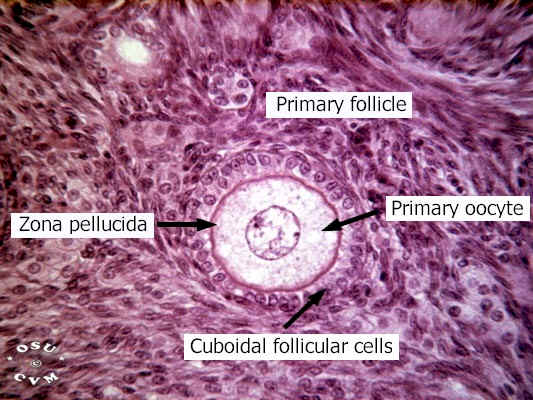 Primary follicle
Primary oocyte
Zona pellucida
Cuboidal follicular cells
OSU
©
CVM